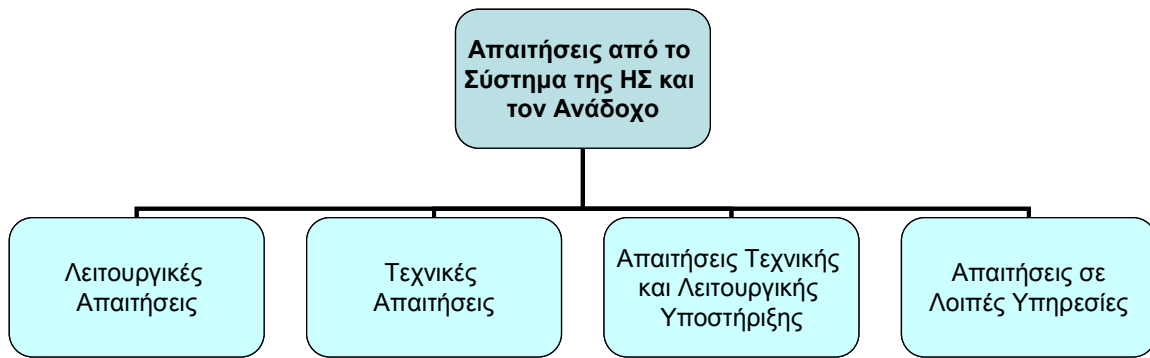 Απαιτήσεις από το
Σύστημα της ΗΣ και
τον Ανάδοχο
Λειτουργικές
Απαιτήσεις
Τεχνικές
Απαιτήσεις
Απαιτήσεις Τεχνικής
και Λειτουργικής
Υποστήριξης
Απαιτήσεις σε
Λοιπές Υπηρεσίες